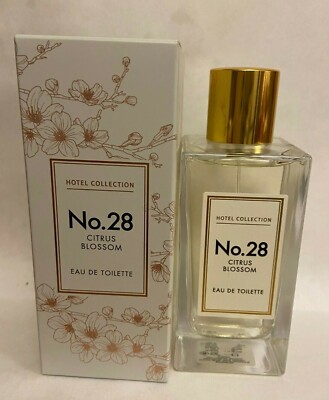 HOTEL COLLECTION
No.28
CITRUS
BLOSSOM
EAU DE TOILETTE
HOTEL COLLECTION
No.28
CITRUS
BLOSSOM
EAU DE TOILETTE